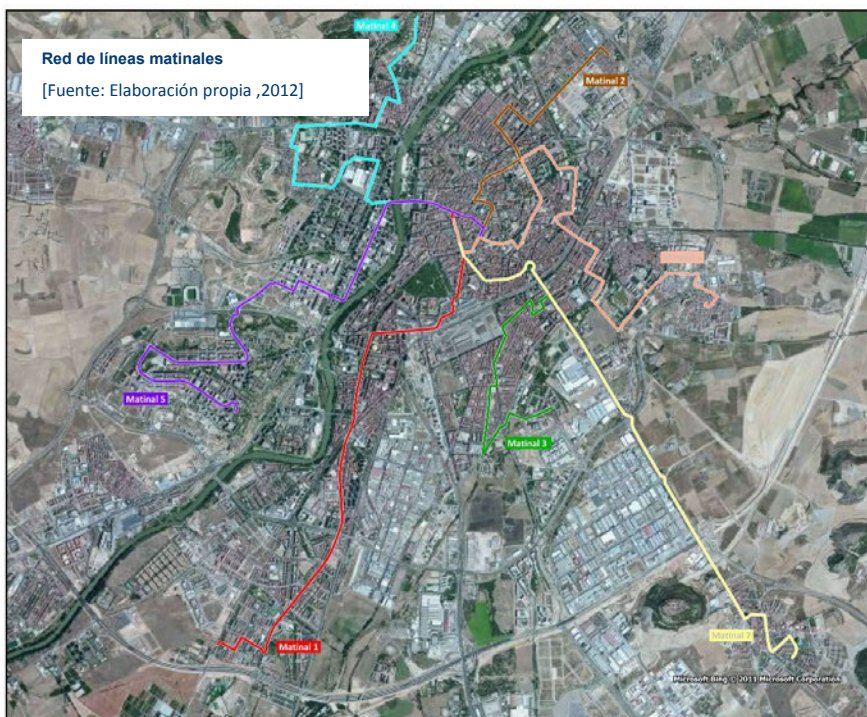 Matinal 4
Red de líneas matinales
[Fuente: Elaboración propia ,2012]
Matinal 2
Matinal 5
Matinal 3
Matinal 1
Matinal 7
Microsoft Bing © 2011 Microsoft Corporation